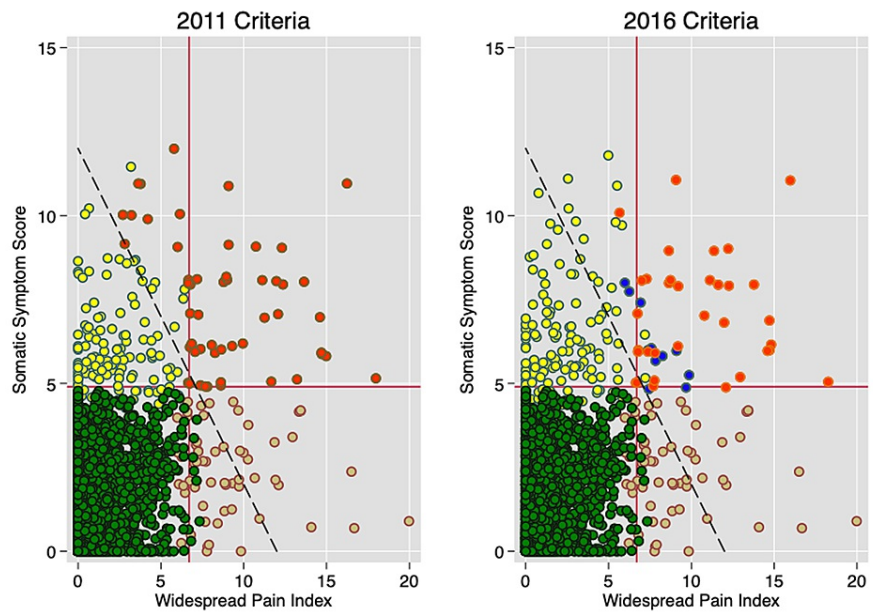 2011 Criteria
15
10
5
0
Somatic Symptom Score
0 5 10 15 20
Widespread Pain Index
2016 Criteria
15
10
5
0
Somatic Symptom Score
0 5 10 15 20
Widespread Pain Index